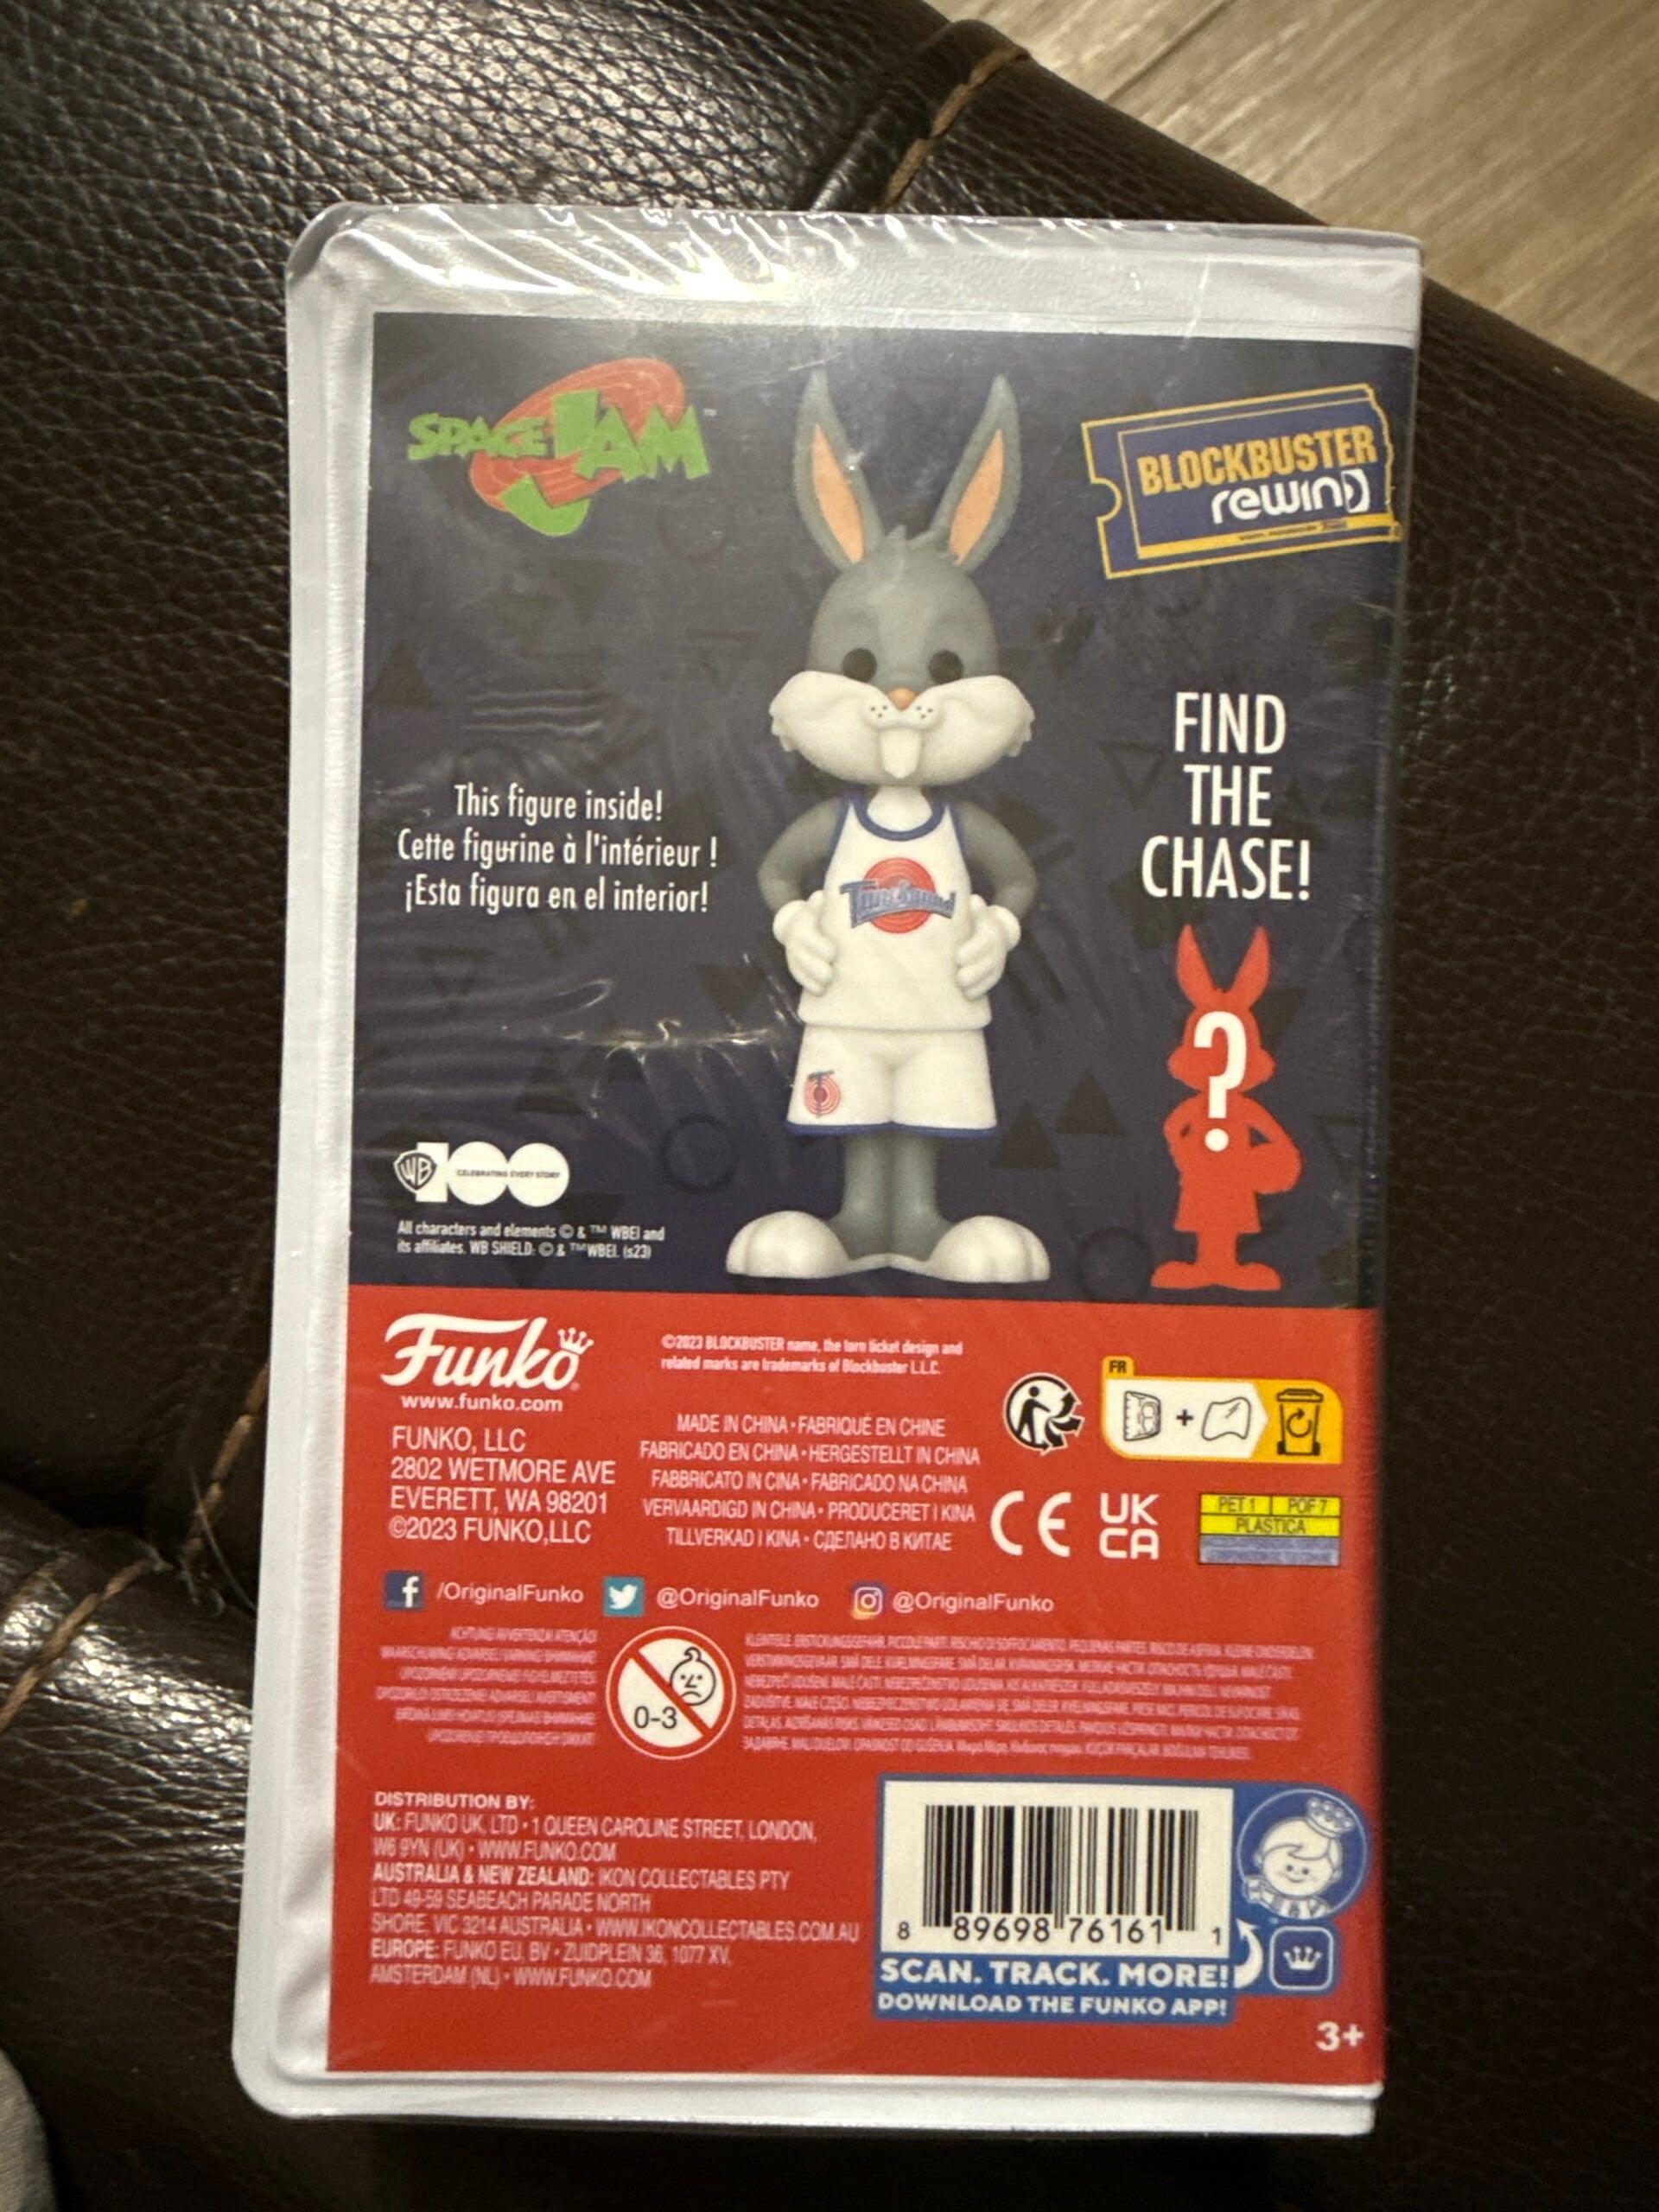 SPACE JAM
BLOCKBUSTER
rewind
This figure inside!
Cette figurine à l'intérieur !
¡Esta figura en el interior!
FIND
THE
CHASE!
Tune Squad
?
T
WB 100 CELEBRATING EVERY STORY
All characters and elements © & ™ WBEI and
its affiliates. WB SHIELD: © & ™ WBEI. (s23)
Funko
www.funko.com
©2023 BLOCKBUSTER name, the torn ticket design and
related marks are trademarks of Blockbuster L.L.C.
FUNKO, LLC
2802 WETMORE AVE
EVERETT, WA 98201
©2023 FUNKO,LLC
MADE IN CHINA • FABRIQUÉ EN CHINE
FABRICADO EN CHINA • HERGESTELLT IN CHINA
FABBRICATO IN CINA • FABRICADO NA CHINA
VERVAARDIGD IN CHINA • PRODUCERET I KINA
TILLVERKAD I KINA • СДЕЛАНО В КИТАЕ
FR
+
CE
UK
CA
PET 1 | POF 7
PLASTICA
/OriginalFunko
@OriginalFunko
@OriginalFunko
0-3
DISTRIBUTION BY:
UK: FUNKO UK, LTD • 1 QUEEN CAROLINE STREET, LONDON,
W6 9YN (UK) • WWW.FUNKO.COM
AUSTRALIA & NEW ZEALAND: IKON COLLECTABLES PTY
LTD 49-59 SEABEACH PARADE NORTH
SHORE, VIC 3214 AUSTRALIA • WWW.IKONCOLLECTABLES.COM.AU
EUROPE: FUNKO EU, BV • ZUIDPLEIN 36, 1077 XV,
AMSTERDAM (NL) • WWW.FUNKO.COM
8 89698 76161 1
SCAN. TRACK. MORE!
DOWNLOAD THE FUNKO APP!
3+